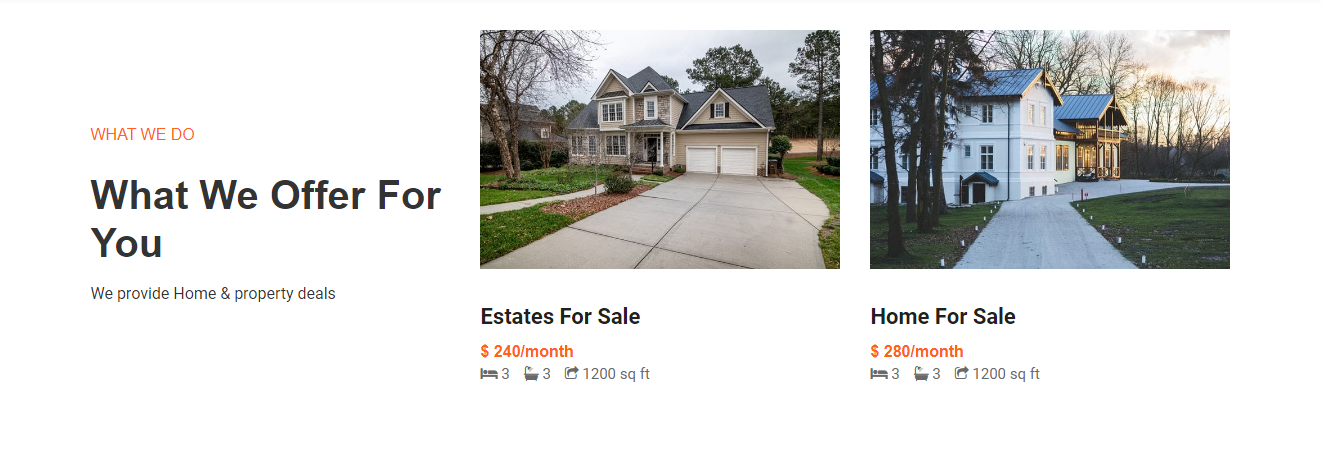 WHAT WE DO
What We Offer For
You
We provide Home & property deals
Estates For Sale
$ 240/month
3 3 1200 sq ft
Home For Sale
$ 280/month
3 3 1200 sq ft